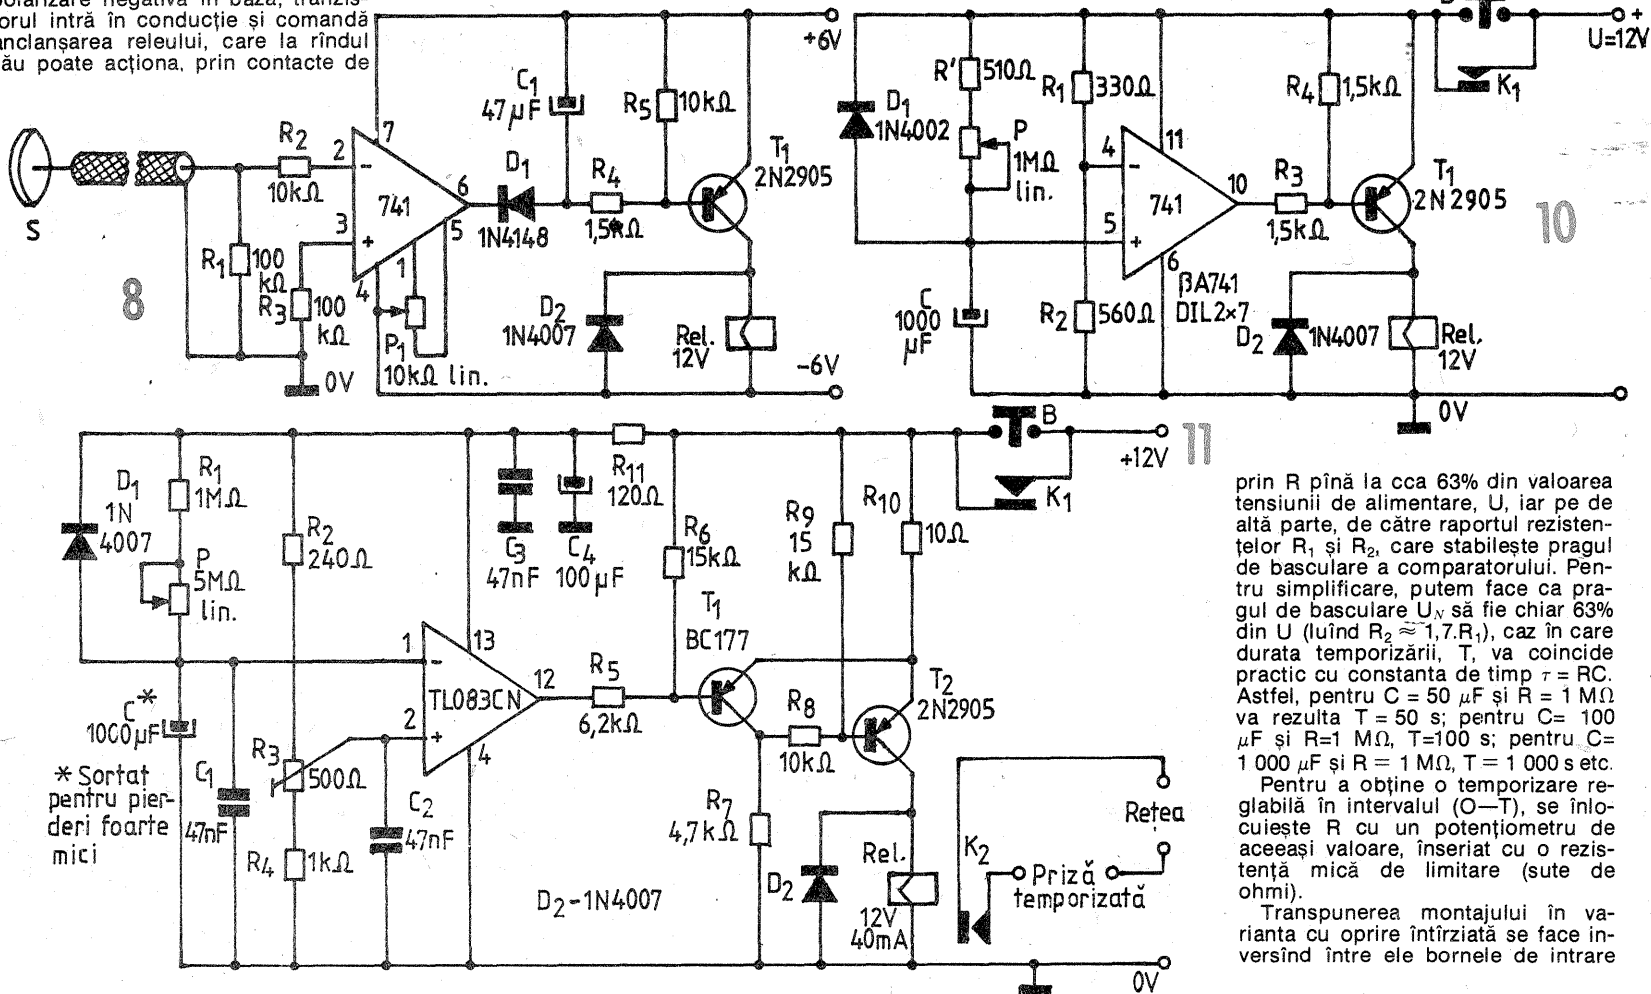 polarizare negativă în bază, tranzis-
torul intră în conducție și comandă
anclanșarea releului, care la rîndul
său poate acționa, prin contacte de
S
R2
10kΩ
R1
100
kΩ
R3
100
kΩ
0V
2
3
7
4
1
5
6
-
+
741
P1
10kΩ lin.
D1
1N4148
C1
47µF
R4
1,5kΩ
R5
10kΩ
T1
2N2905
D2
1N4007
Rel.
12V
+6V
-6V
8
D1
1N4002
R'
510Ω
P
1MΩ
lin.
C
1000
µF
R1
330Ω
R2
560Ω
4
5
11
6
10
-
+
741
βA741
DIL2×7
R3
1,5kΩ
R4
1,5kΩ
T1
2N2905
D2
1N4007
Rel.
12V
K1
+
U=12V
0V
10
D1
1N
4007
R1
1MΩ
P
5MΩ
lin.
C*
1000µF
* Sortat
pentru pier-
deri foarte
mici
C1
47nF
R2
240Ω
R3
500Ω
R4
1kΩ
C2
47nF
1
2
13
4
12
-
+
TL083CN
C3
47nF
C4
100µF
R11
120Ω
R5
6,2kΩ
R6
15kΩ
T1
BC177
R7
4,7kΩ
R8
10kΩ
R9
15
kΩ
R10
10Ω
T2
2N2905
D2
D2-1N4007
Rel.
12V
40mA
B
K1
+12V
K2
Rețea
Priză
temporizată
0V
11
prin R pînă la cca 63% din valoarea
tensiunii de alimentare, U, iar pe de
altă parte, de către raportul rezisten-
țelor R1 și R2, care stabilește pragul
de basculare a comparatorului. Pen-
tru simplificare, putem face ca pra-
gul de basculare UN să fie chiar 63%
din U (luînd R2 ≈ 1,7.R1), caz în care
durata temporizării, T, va coincide
practic cu constanta de timp τ = RC.
Astfel, pentru C = 50 µF și R = 1 MΩ
va rezulta T = 50 s; pentru C= 100
µF și R=1 MΩ, T=100 s; pentru C=
1 000 µF și R = 1 MΩ, T = 1 000 s etc.
Pentru a obține o temporizare re-
glabilă în intervalul (O—T), se înlo-
cuiește R cu un potențiometru de
aceeași valoare, înseriat cu o rezis-
tență mică de limitare (sute de
ohmi).
Transpunerea montajului în va-
rianta cu oprire întîrziată se face in-
versînd între ele bornele de intrare